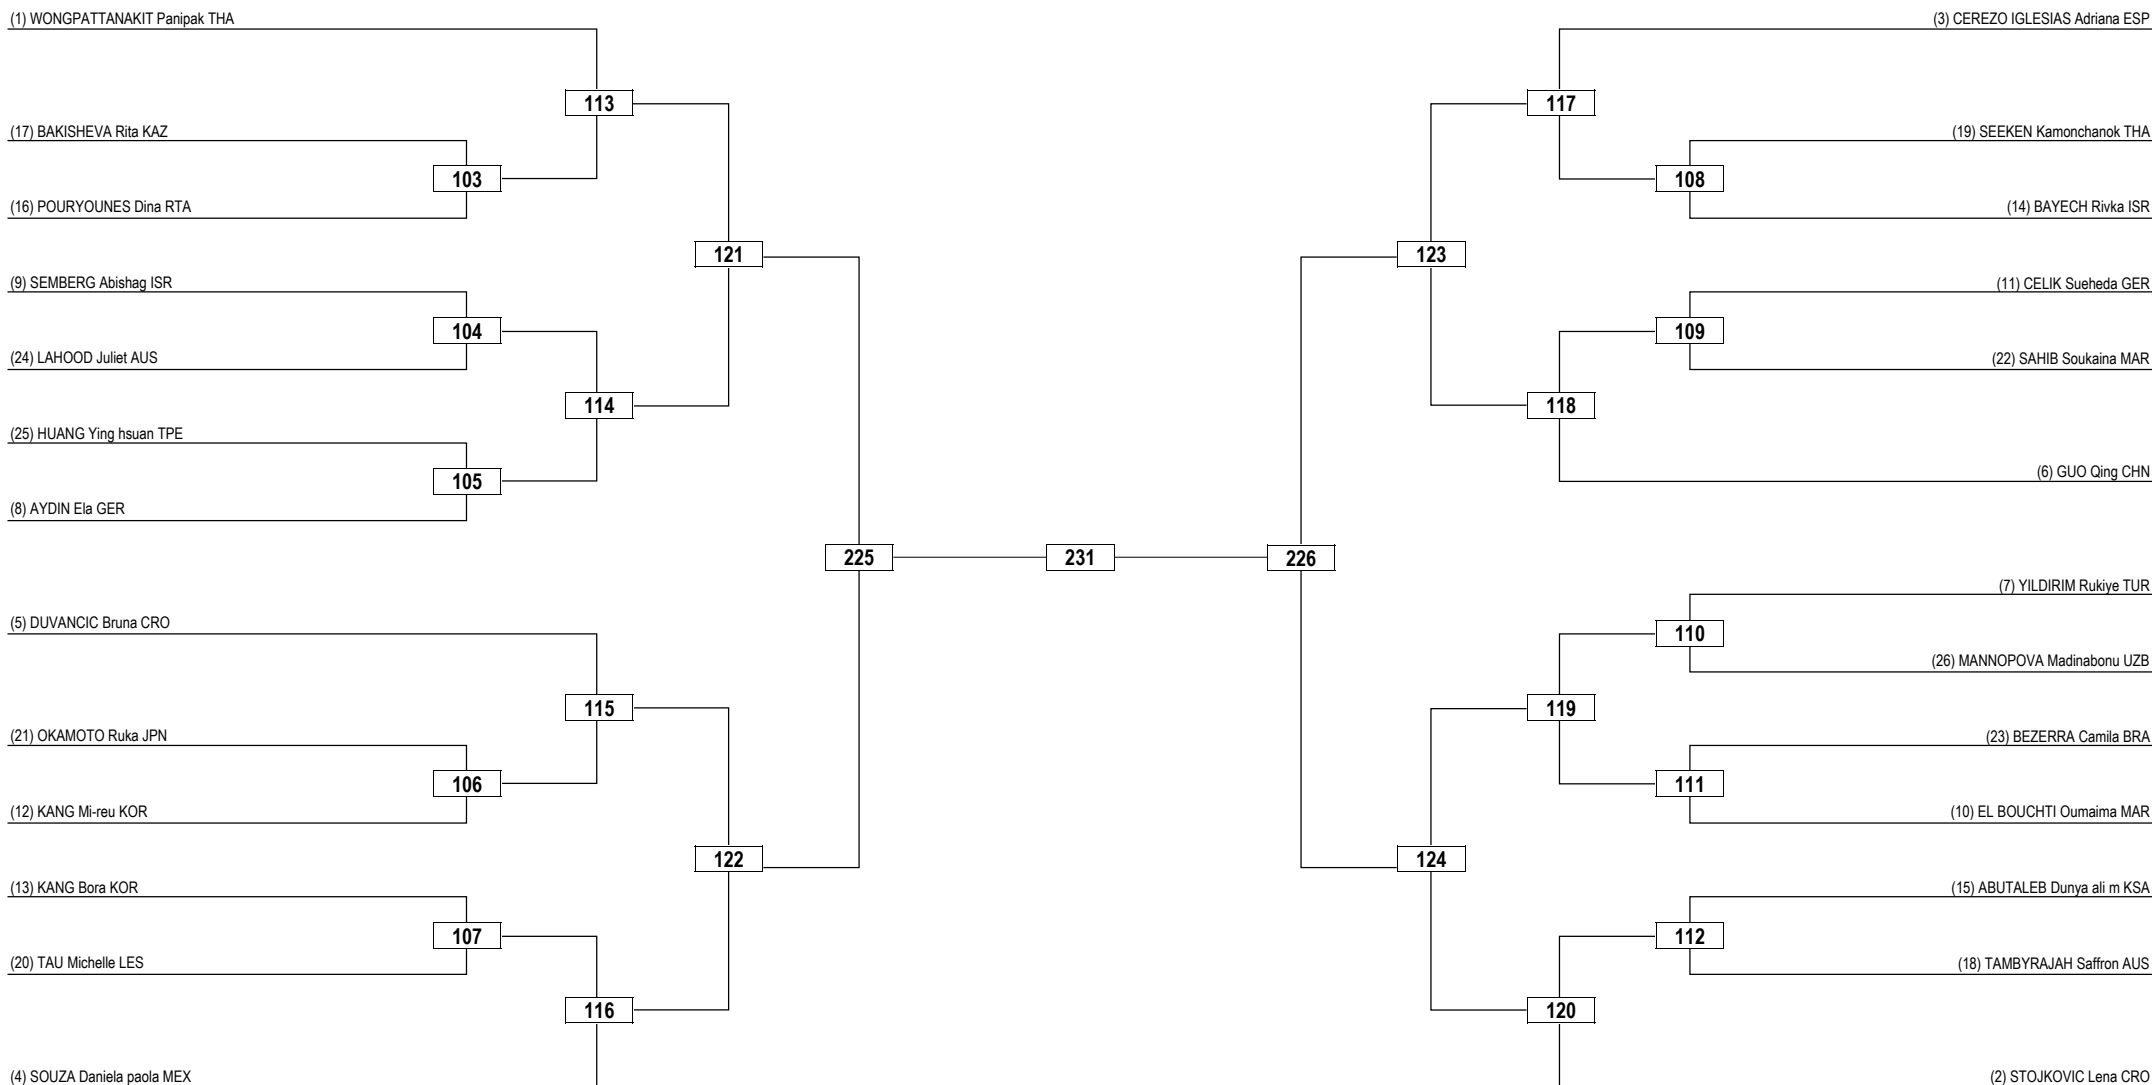 (1) WONGPATTANAKIT Panipak THA
(3) CEREZO IGLESIAS Adriana ESP
113
117
(17) BAKISHEVA Rita KAZ
(19) SEEKEN Kamonchanok THA
103
108
(16) POURYOUNES Dina RTA
(14) BAYECH Rivka ISR
121
123
(9) SEMBERG Abishag ISR
(11) CELIK Sueheda GER
104
109
(24) LAHOOD Juliet AUS
(22) SAHIB Soukaina MAR
114
118
(25) HUANG Ying hsuan TPE
105
(6) GUO Qing CHN
(8) AYDIN Ela GER
225
231
226
(7) YILDIRIM Rukiye TUR
(5) DUVANCIC Bruna CRO
110
(26) MANNOPOVA Madinabonu UZB
115
119
(21) OKAMOTO Ruka JPN
(23) BEZERRA Camila BRA
106
111
(12) KANG Mi-reu KOR
(10) EL BOUCHTI Oumaima MAR
122
124
(13) KANG Bora KOR
(15) ABUTALEB Dunya ali m KSA
107
112
(20) TAU Michelle LES
(18) TAMBYRAJAH Saffron AUS
116
120
(4) SOUZA Daniela paola MEX
(2) STOJKOVIC Lena CRO